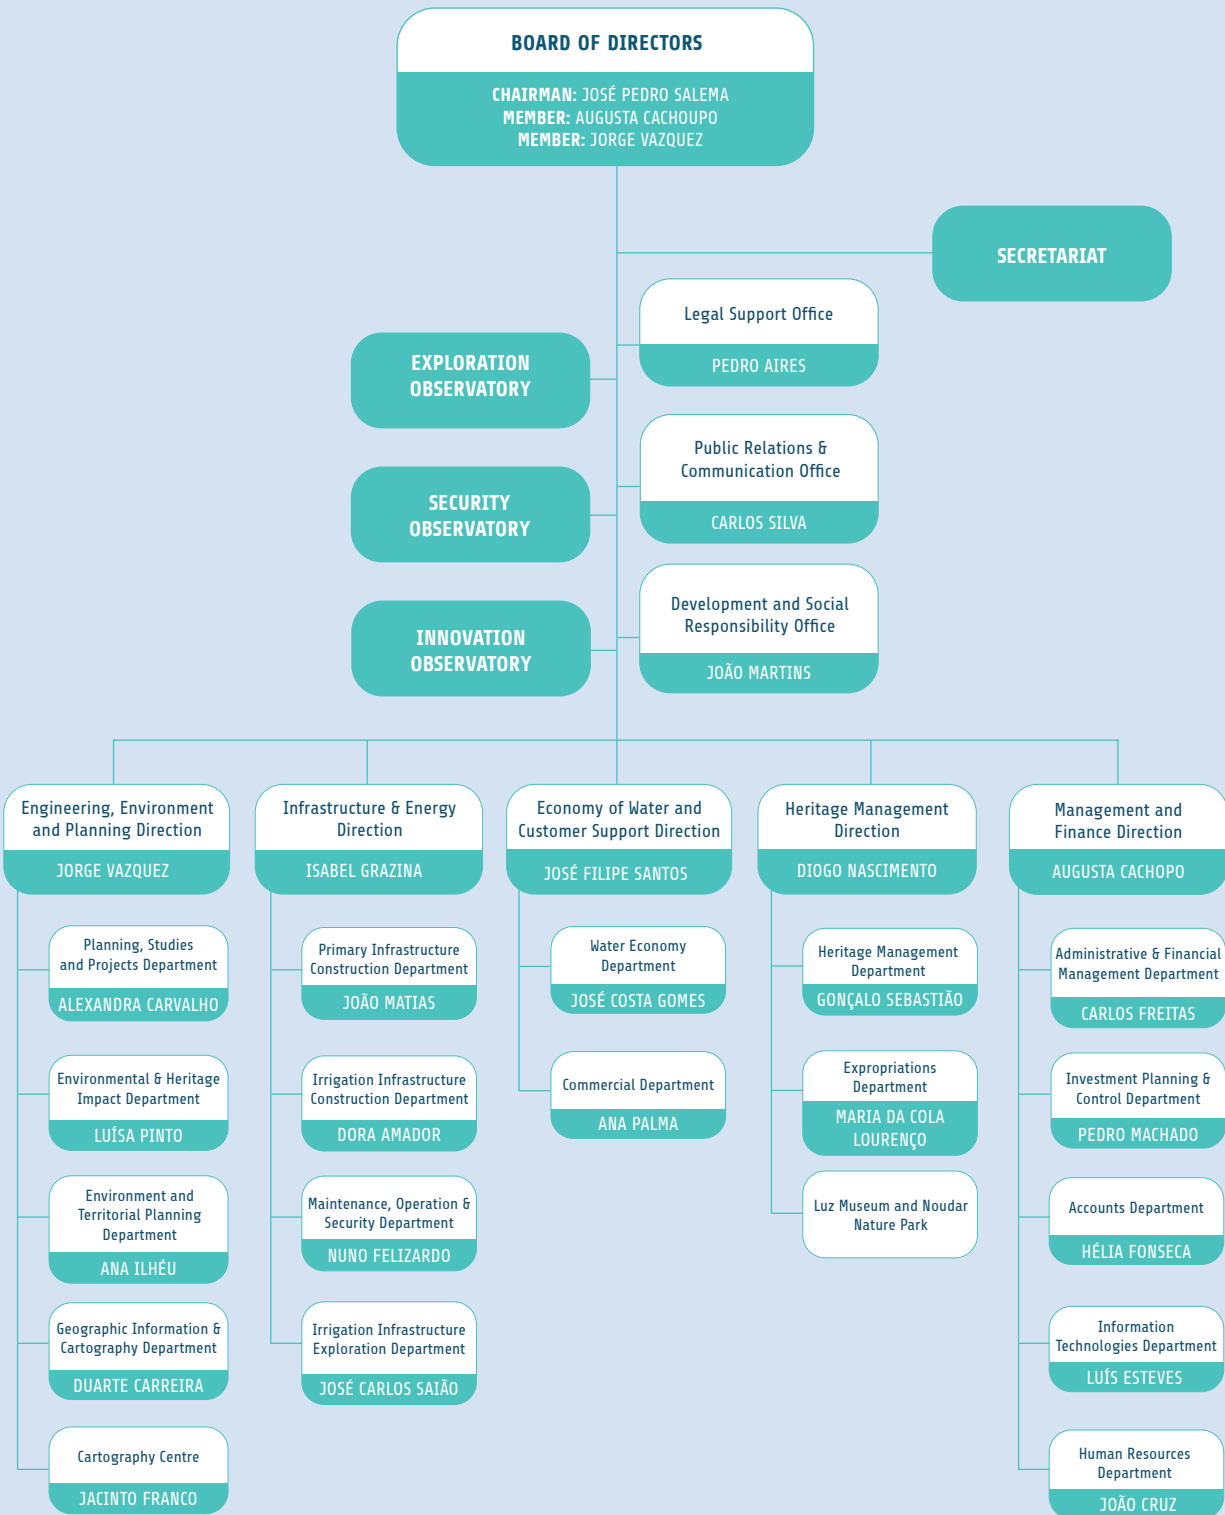 BOARD OF DIRECTORS
CHAIRMAN: JOSÉ PEDRO SALEMA
MEMBER: AUGUSTA CACHOUPO
MEMBER: JORGE VAZQUEZ
SECRETARIAT
Legal Support Office
PEDRO AIRES
EXPLORATION
OBSERVATORY
Public Relations &
Communication Office
CARLOS SILVA
SECURITY
OBSERVATORY
Development and Social
Responsibility Office
JOÃO MARTINS
INNOVATION
OBSERVATORY
Engineering, Environment
and Planning Direction
JORGE VAZQUEZ
Planning, Studies
and Projects Department
ALEXANDRA CARVALHO
Environmental & Heritage
Impact Department
LUÍSA PINTO
Environment and
Territorial Planning
Department
ANA ILHÉU
Geographic Information &
Cartography Department
DUARTE CARREIRA
Cartography Centre
JACINTO FRANCO
Infrastructure & Energy
Direction
ISABEL GRAZINA
Primary Infrastructure
Construction Department
JOÃO MATIAS
Irrigation Infrastructure
Construction Department
DORA AMADOR
Maintenance, Operation &
Security Department
NUNO FELIZARDO
Irrigation Infrastructure
Exploration Department
JOSÉ CARLOS SAIÃO
Economy of Water and
Customer Support Direction
JOSÉ FILIPE SANTOS
Water Economy
Department
JOSÉ COSTA GOMES
Commercial Department
ANA PALMA
Heritage Management
Direction
DIOGO NASCIMENTO
Heritage Management
Department
GONÇALO SEBASTIÃO
Expropriations
Department
MARIA DA COLA
LOURENÇO
Luz Museum and Noudar
Nature Park
Management and
Finance Direction
AUGUSTA CACHOPO
Administrative & Financial
Management Department
CARLOS FREITAS
Investment Planning &
Control Department
PEDRO MACHADO
Accounts Department
HÉLIA FONSECA
Information
Technologies Department
LUÍS ESTEVES
Human Resources
Department
JOÃO CRUZ